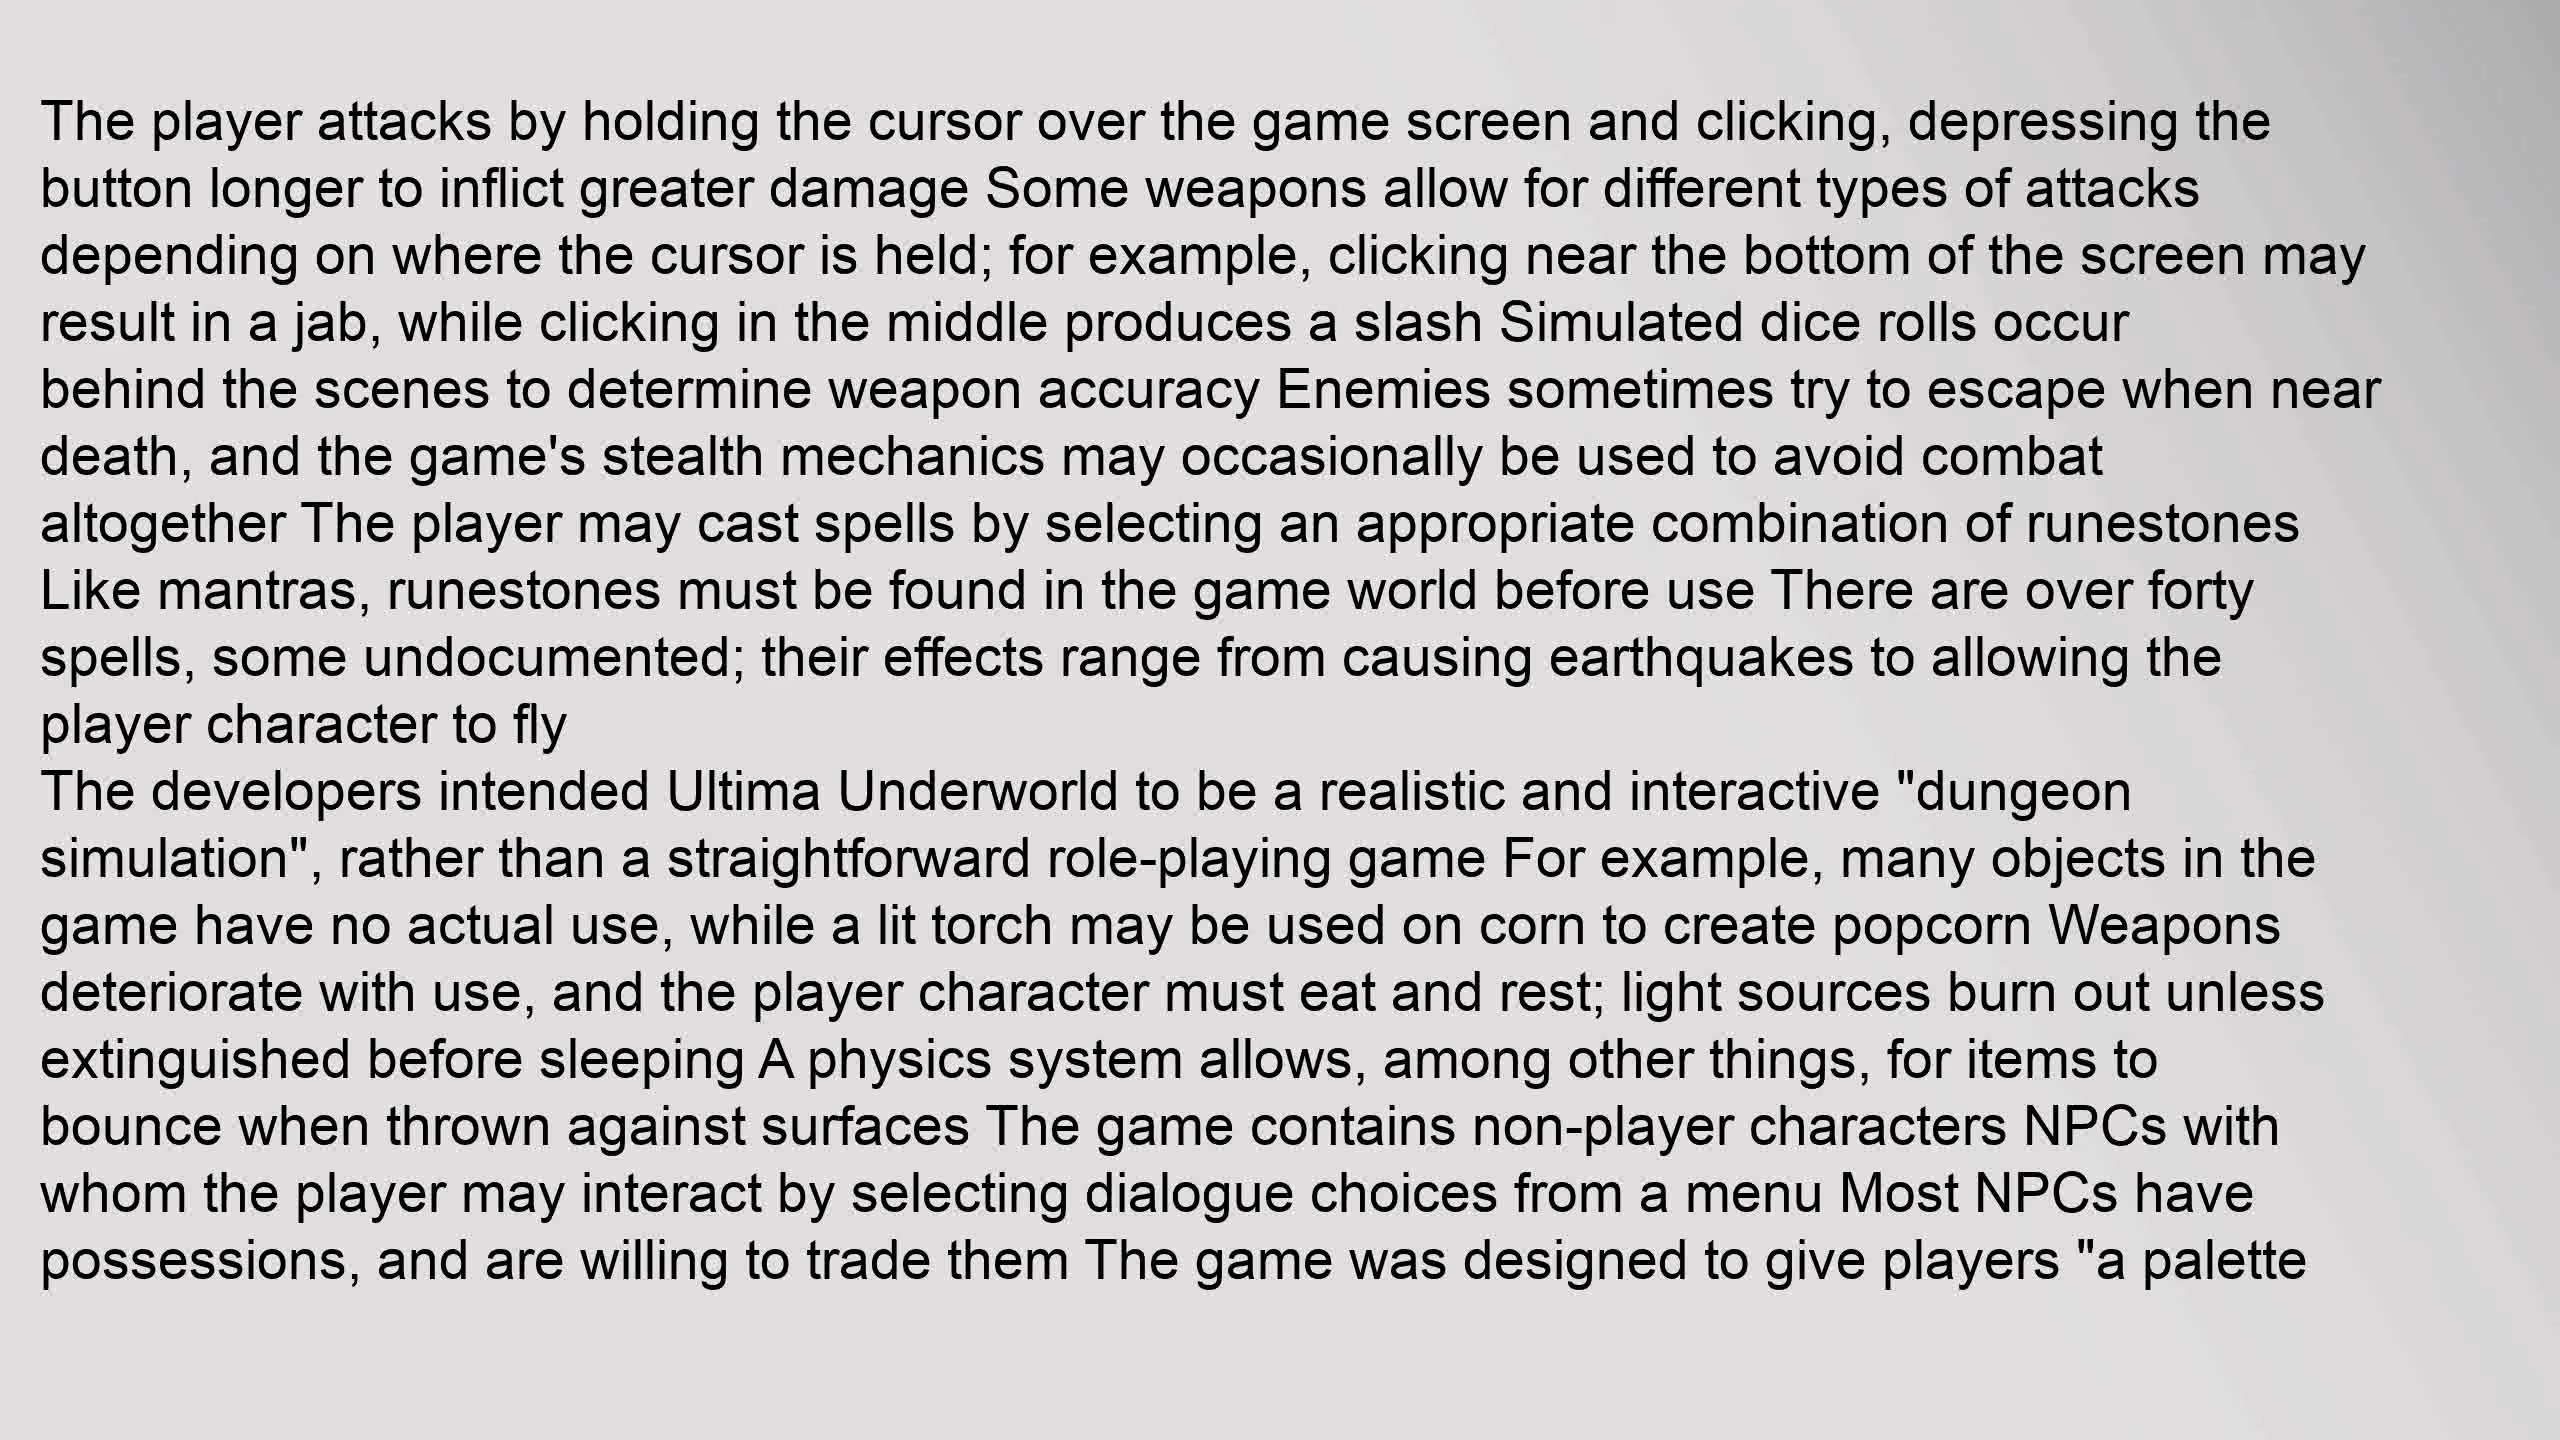 The player attacks by holding the cursor over the game screen and clicking, depressing the
button longer to inflict greater damage Some weapons allow for different types of attacks
depending on where the cursor is held; for example, clicking near the bottom of the screen may
result in a jab, while clicking in the middle produces a slash Simulated dice rolls occur
behind the scenes to determine weapon accuracy Enemies sometimes try to escape when near
death, and the game's stealth mechanics may occasionally be used to avoid combat
altogether The player may cast spells by selecting an appropriate combination of runestones
Like mantras, runestones must be found in the game world before use There are over forty
spells, some undocumented; their effects range from causing earthquakes to allowing the
player character to fly
The developers intended Ultima Underworld to be a realistic and interactive "dungeon
simulation", rather than a straightforward role-playing game For example, many objects in the
game have no actual use, while a lit torch may be used on corn to create popcorn Weapons
deteriorate with use, and the player character must eat and rest; light sources burn out unless
extinguished before sleeping A physics system allows, among other things, for items to
bounce when thrown against surfaces The game contains non-player characters NPCs with
whom the player may interact by selecting dialogue choices from a menu Most NPCs have
possessions, and are willing to trade them The game was designed to give players "a palette